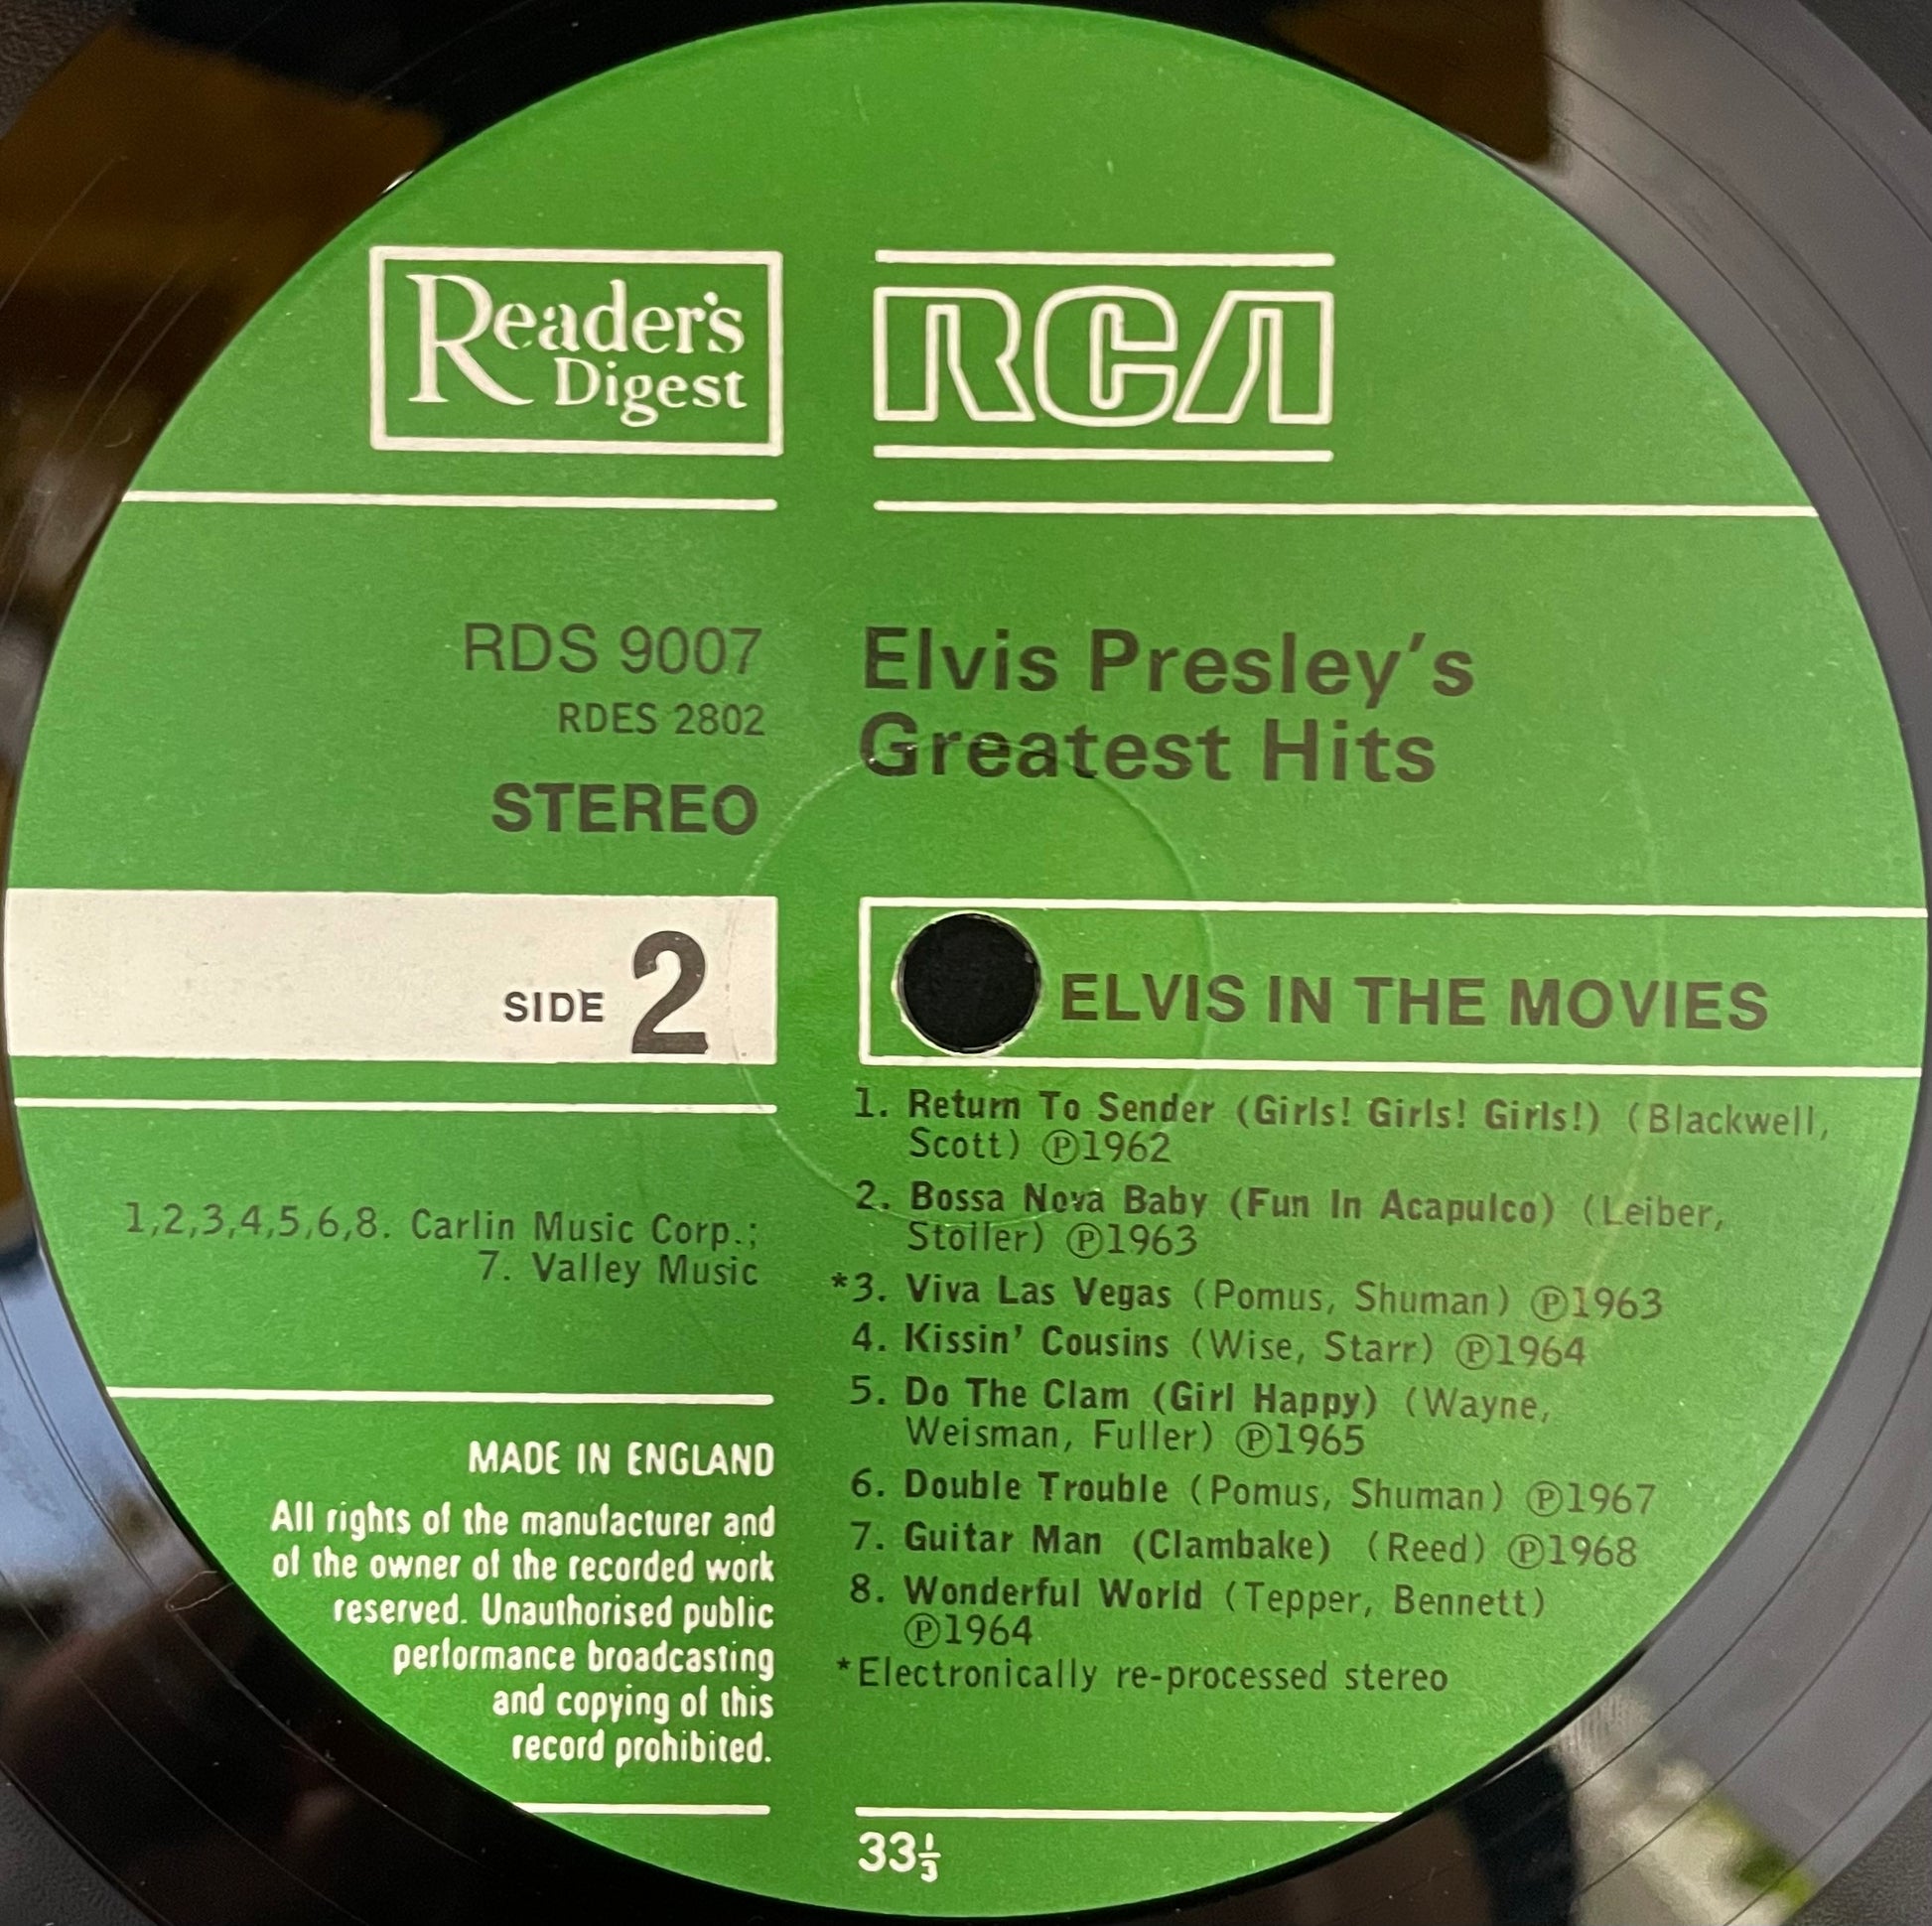 Reader's
Digest
RCA
RDS 9007
RDES 2802
STEREO
Elvis Presley's
Greatest Hits
SIDE 2
ELVIS IN THE MOVIES
1,2,3,4,5,6,8. Carlin Music Corp.;
7. Valley Music
MADE IN ENGLAND
All rights of the manufacturer and
of the owner of the recorded work
reserved. Unauthorised public
performance broadcasting
and copying of this
record prohibited.
1. Return To Sender (Girls! Girls! Girls!) (Blackwell,
Scott) ℗1962
2. Bossa Nova Baby (Fun In Acapulco) (Leiber,
Stoller) ℗1963
*3. Viva Las Vegas (Pomus, Shuman) ℗1963
4. Kissin' Cousins (Wise, Starr) ℗1964
5. Do The Clam (Girl Happy) (Wayne,
Weisman, Fuller) ℗1965
6. Double Trouble (Pomus, Shuman) ℗1967
7. Guitar Man (Clambake) (Reed) ℗1968
8. Wonderful World (Tepper, Bennett)
℗1964
*Electronically re-processed stereo
33⅓